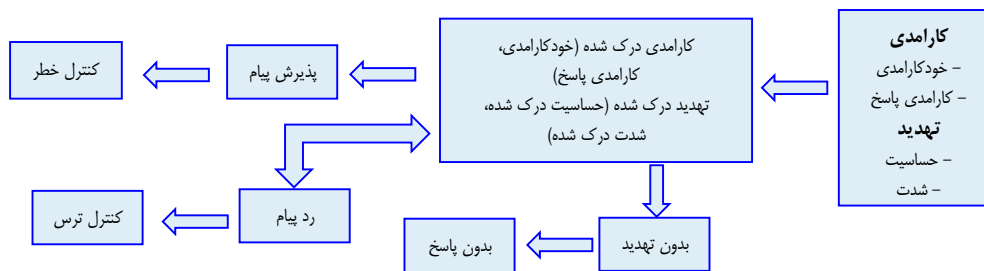 کارامدی
- خودکارامدی
- کارامدی پاسخ
تهدید
- حساسیت
- شدت
کارامدی درک شده (خودکارامدی،
کارامدی پاسخ)
تهدید درک شده (حساسیت درک شده،
شدت درک شده)
پذیرش پیام
کنترل خطر
رد پیام
کنترل ترس
بدون تهدید
بدون پاسخ